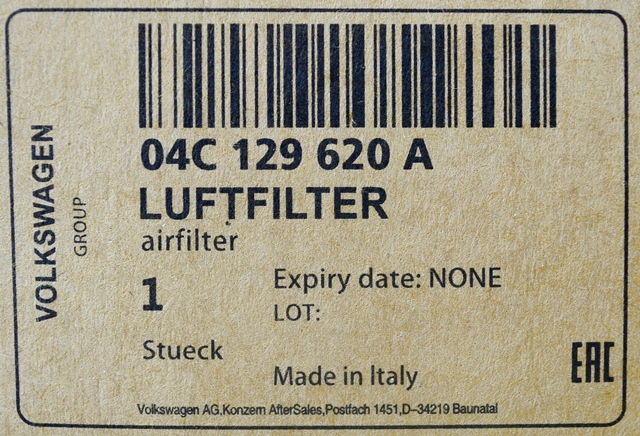 VOLKSWAGEN
GROUP
04C 129 620 A
LUFTFILTER
airfilter
1
Expiry date: NONE
LOT:
Stueck
Made in Italy
EAC
Volkswagen AG,Konzern AfterSales,Postfach 1451,D-34219 Baunatal